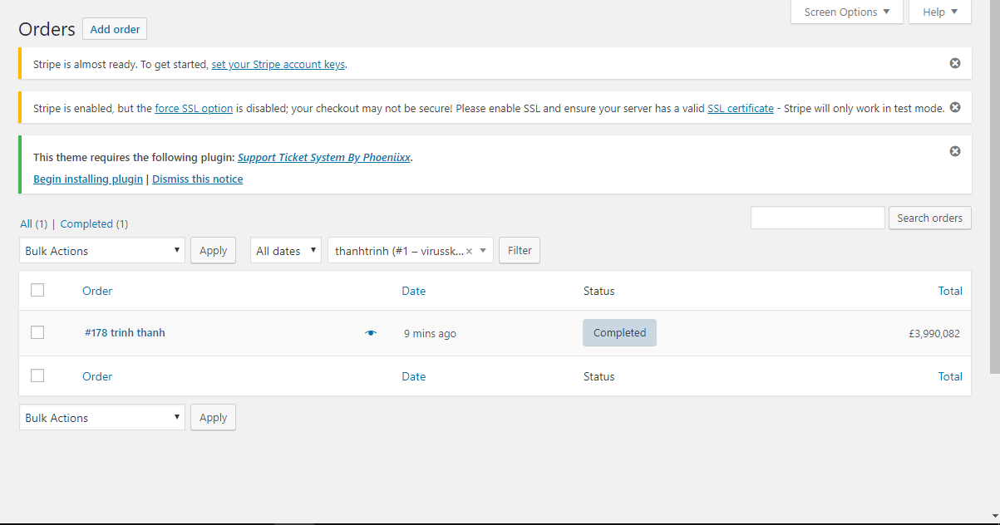 Screen Options ▼ Help ▼
Orders Add order
Stripe is almost ready. To get started, set your Stripe account keys.
Stripe is enabled, but the force SSL option is disabled; your checkout may not be secure! Please enable SSL and ensure your server has a valid SSL certificate - Stripe will only work in test mode.
This theme requires the following plugin: Support Ticket System By Phoeniixx.
Begin installing plugin | Dismiss this notice
All (1) | Completed (1) Search orders
Bulk Actions Apply All dates thanhtrinh (#1 – virussk... × Filter
Order Date Status Total
#178 trinh thanh 9 mins ago Completed £3,990,082
Order Date Status Total
Bulk Actions Apply